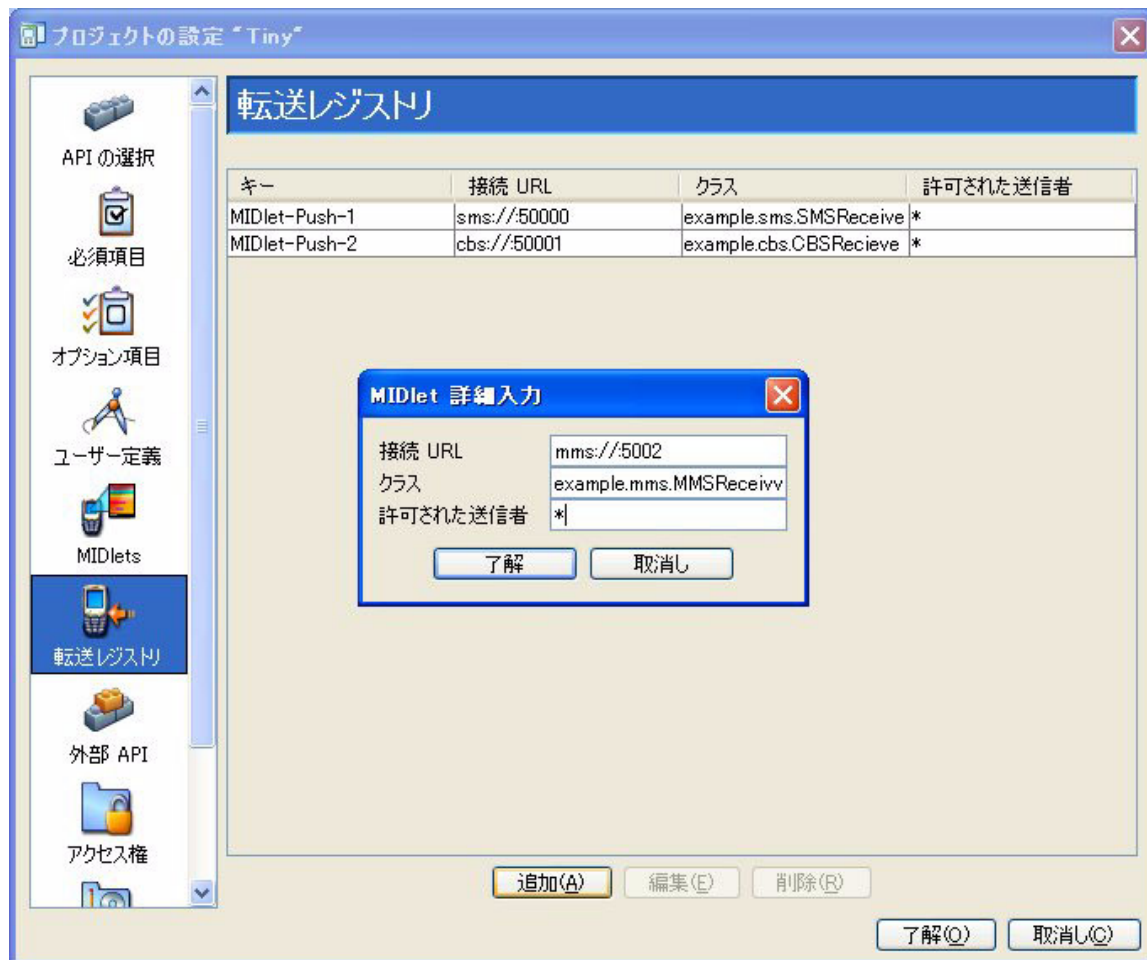 プロジェクトの設定 "Tiny"
API の選択
必須項目
オプション項目
ユーザー定義
MIDlets
転送レジストリ
外部 API
アクセス権
転送レジストリ
キー 接続 URL クラス 許可された送信者
MIDlet-Push-1 sms://:50000 example.sms.SMSReceive *
MIDlet-Push-2 cbs://:50001 example.cbs.CBSRecieve *
MIDlet 詳細入力
接続 URL mms://:5002
クラス example.mms.MMSReceivv
許可された送信者 *
了解 取消し
追加(A) 編集(E) 削除(R)
了解(O) 取消し(C)